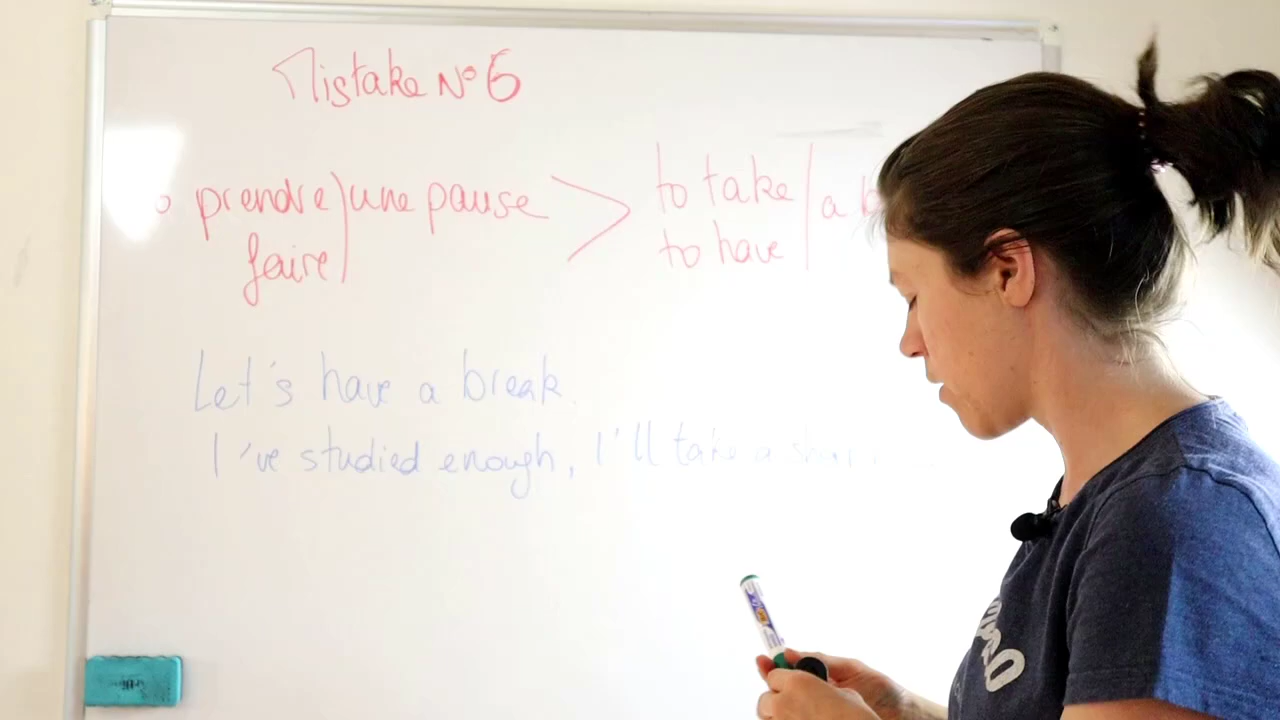 Mistake N° 6
prendre) une pause > to take / a
faire) to have
Let's have a break.
I've studied enough, I'll take a